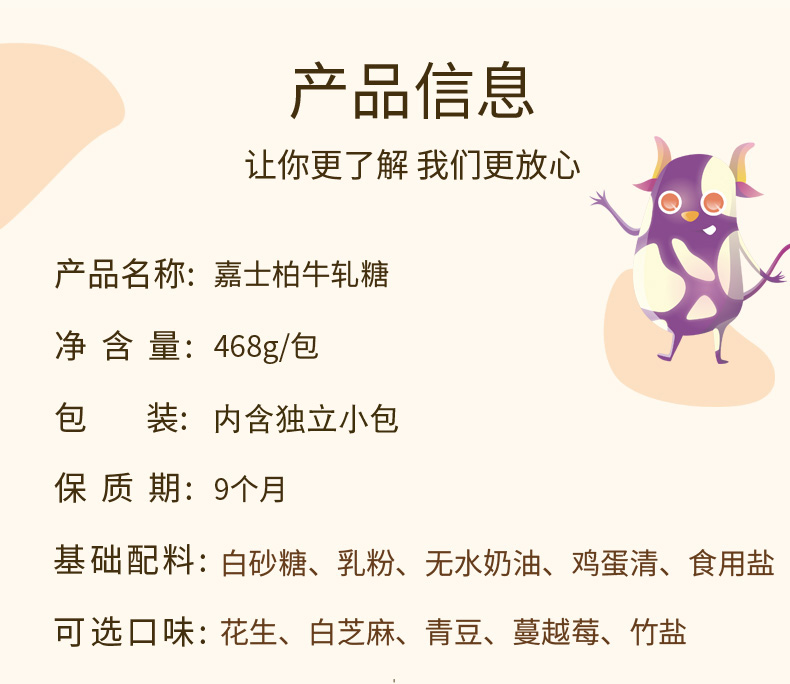 产品信息
让你更了解 我们更放心
产品名称: 嘉士柏牛轧糖
净含量: 468g/包
包装: 内含独立小包
保质期: 9个月
基础配料: 白砂糖、乳粉、无水奶油、鸡蛋清、食用盐
可选口味: 花生、白芝麻、青豆、蔓越莓、竹盐